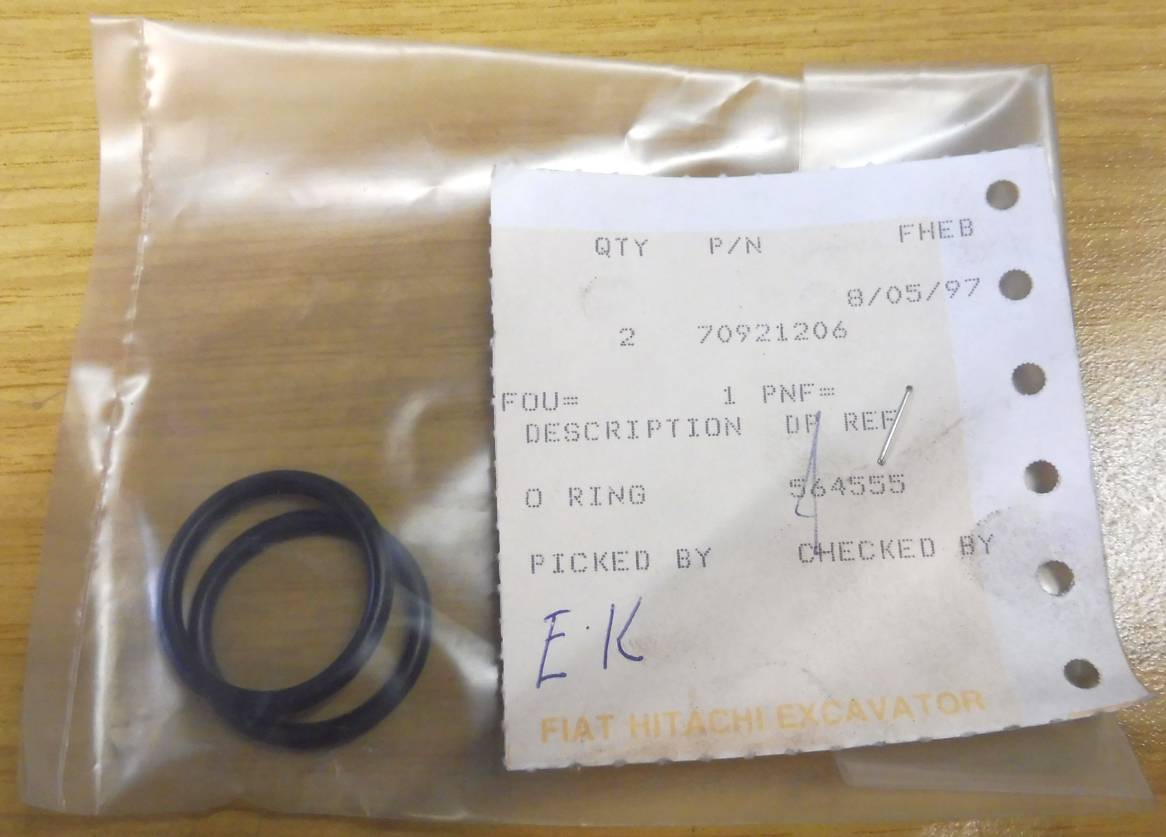 QTY P/N FHEB
8/05/97
2 70921206
FOU= 1 PNF=
DESCRIPTION DP REF
O RING 564555
PICKED BY CHECKED BY
E.K
FIAT HITACHI EXCAVATOR